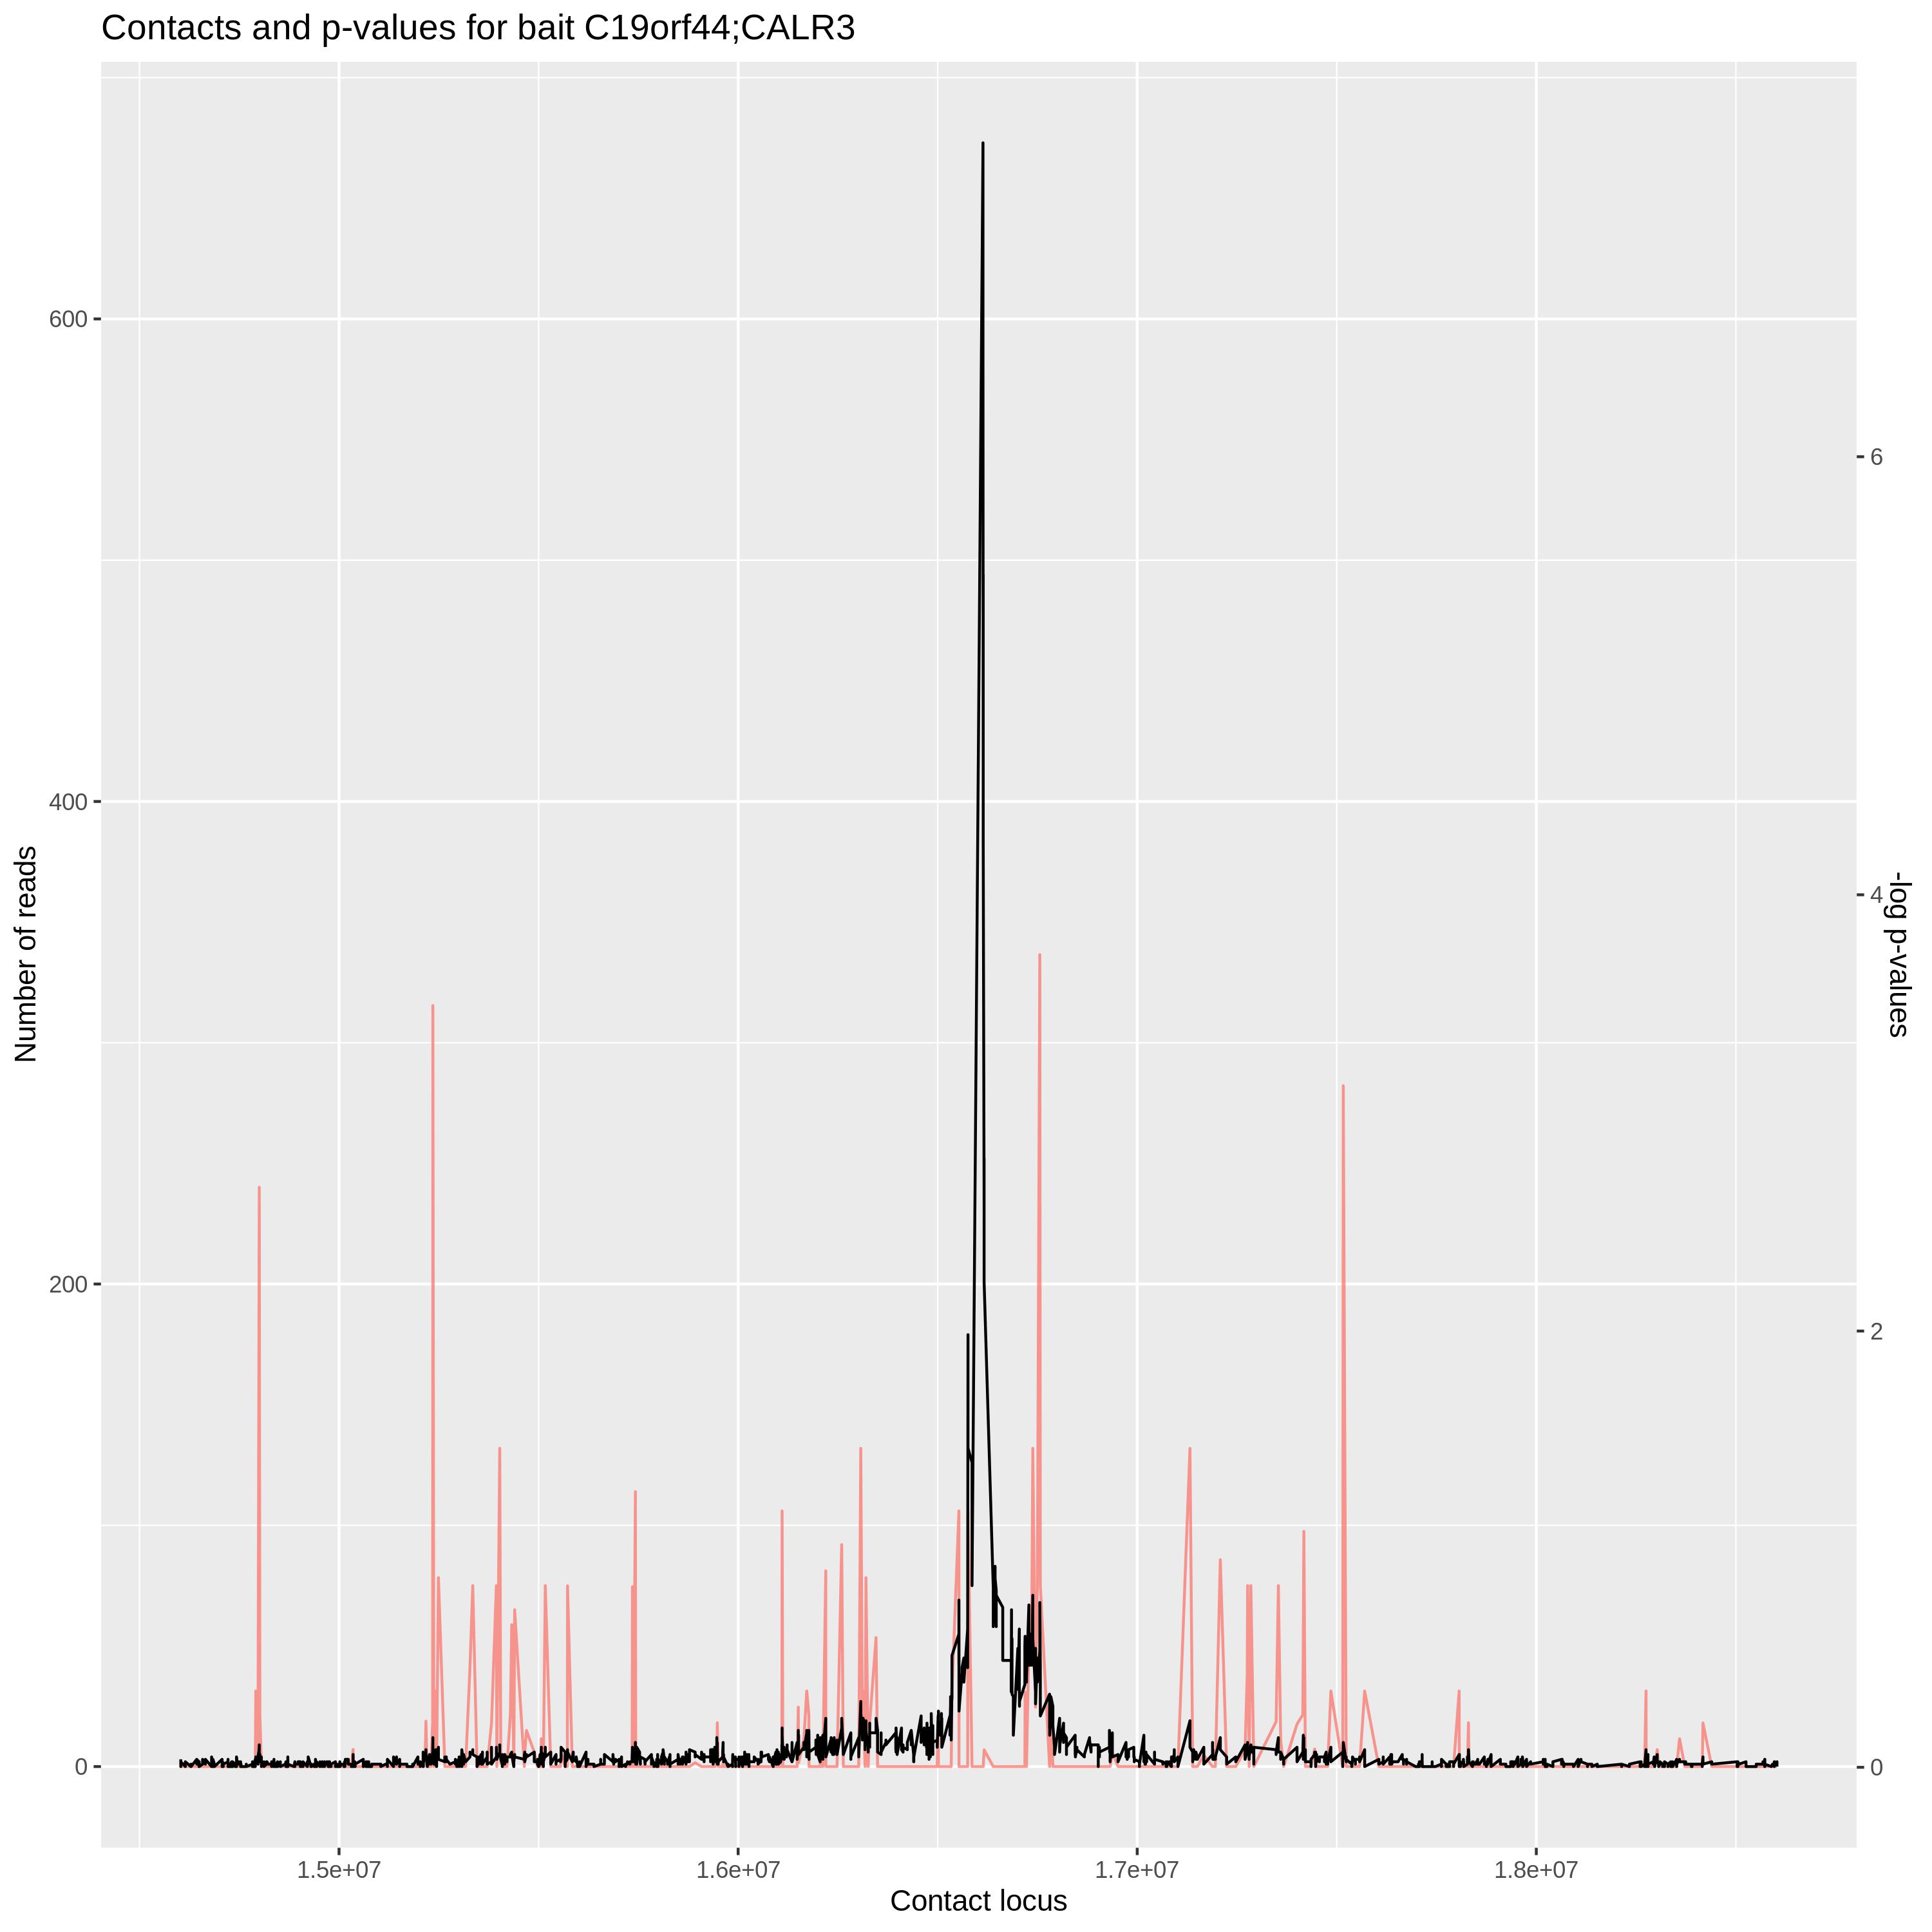 Contacts and p-values for bait C19orf44;CALR3
600
400
200
0
Number of reads
6
4
2
0
-log p-values
1.5e+07
1.6e+07
1.7e+07
1.8e+07
Contact locus